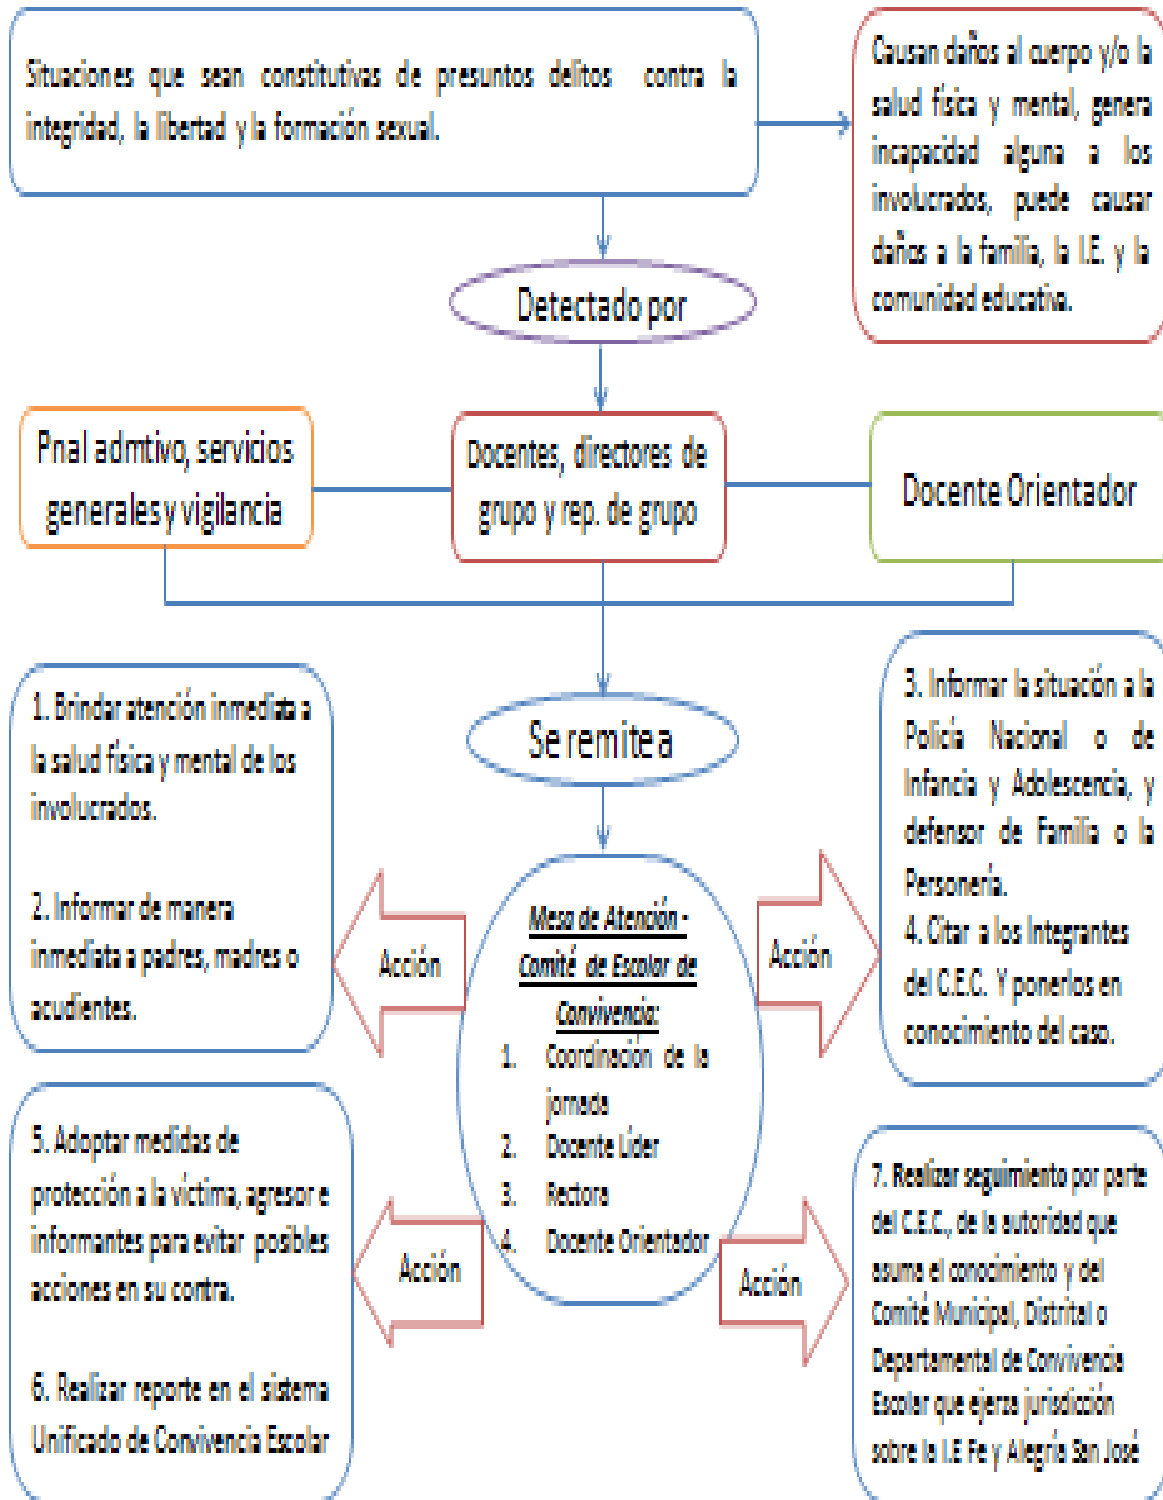 Situaciones que sean constitutivas de presuntos delitos contra la
integridad, la libertad y la formación sexual.
Causan daños al cuerpo y/o la
salud física y mental, genera
incapacidad alguna a los
involucrados, puede causar
daños a la familia, la I.E. y la
comunidad educativa.
Detectado por
Pnal admtivo, servicios
generales y vigilancia
Docentes, directores de
grupo y rep. de grupo
Docente Orientador
Se remite a
1. Brindar atención inmediata a
la salud física y mental de los
involucrados.
2. Informar de manera
inmediata a padres, madres o
acudientes.
Acción
Mesa de Atención -
Comité de Escolar de
Convivencia:
1. Coordinación de la
jornada
2. Docente Líder
3. Rectora
4. Docente Orientador
Acción
3. Informar la situación a la
Policía Nacional o de
Infancia y Adolescencia, y
defensor de Familia o la
Personería.
4. Citar a los Integrantes
del C.E.C. Y ponerlos en
conocimiento del caso.
5. Adoptar medidas de
protección a la víctima, agresor e
informantes para evitar posibles
acciones en su contra.
6. Realizar reporte en el sistema
Unificado de Convivencia Escolar
Acción
Acción
7. Realizar seguimiento por parte
del C.E.C., de la autoridad que
asuma el conocimiento y del
Comité Municipal, Distrital o
Departamental de Convivencia
Escolar que ejerza jurisdicción
sobre la I.E Fe y Alegría San José